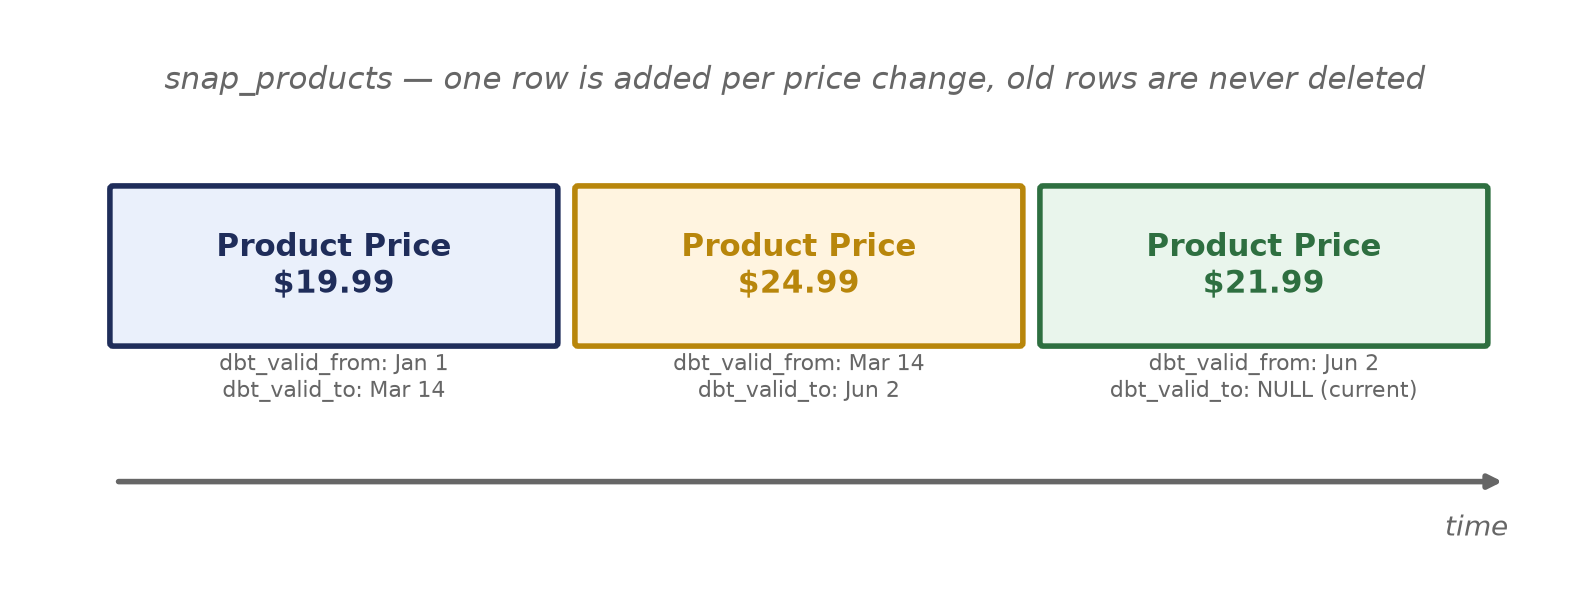 snap_products — one row is added per price change, old rows are never deleted
Product Price
$19.99
dbt_valid_from: Jan 1
dbt_valid_to: Mar 14
Product Price
$24.99
dbt_valid_from: Mar 14
dbt_valid_to: Jun 2
Product Price
$21.99
dbt_valid_from: Jun 2
dbt_valid_to: NULL (current)
time